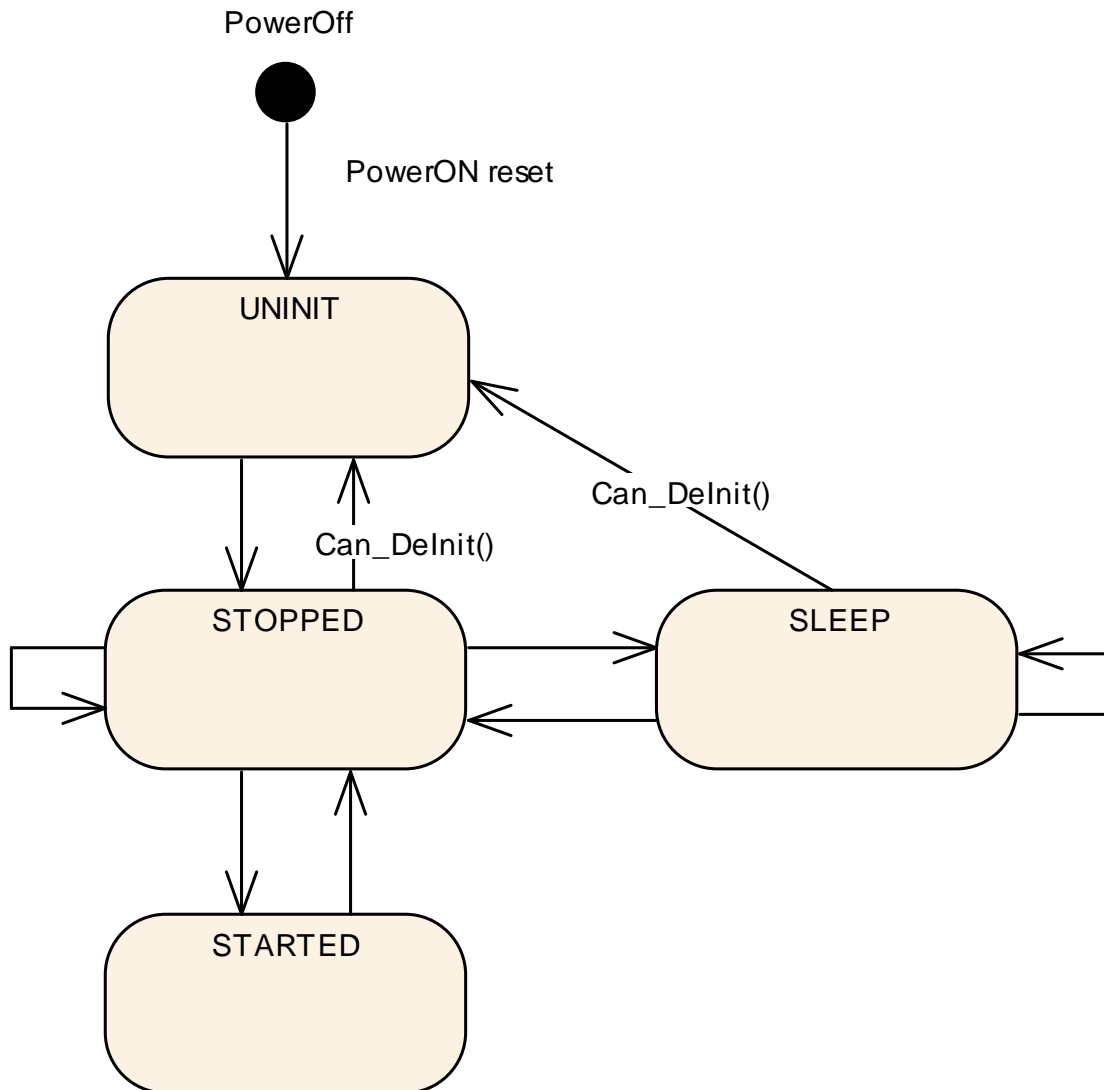 PowerOff
PowerON reset
UNINIT
Can_DeInit()
Can_DeInit()
STOPPED
SLEEP
STARTED